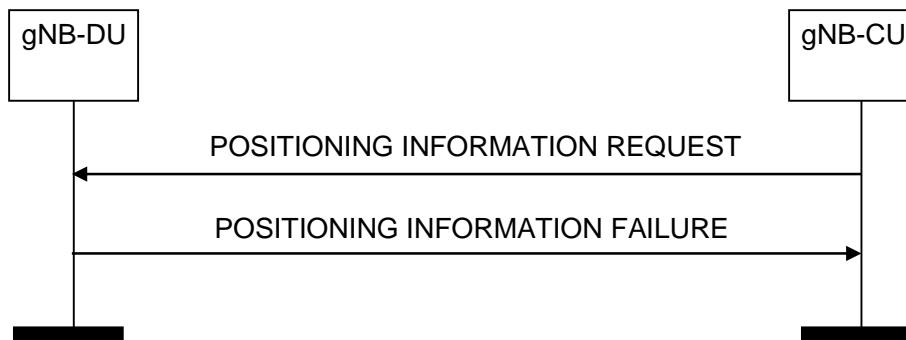 gNB-DU
gNB-CU
POSITIONING INFORMATION REQUEST
POSITIONING INFORMATION FAILURE